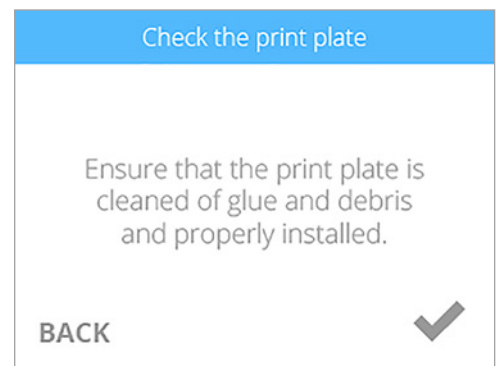 Check the print plate
Ensure that the print plate is
cleaned of glue and debris
and properly installed.
BACK